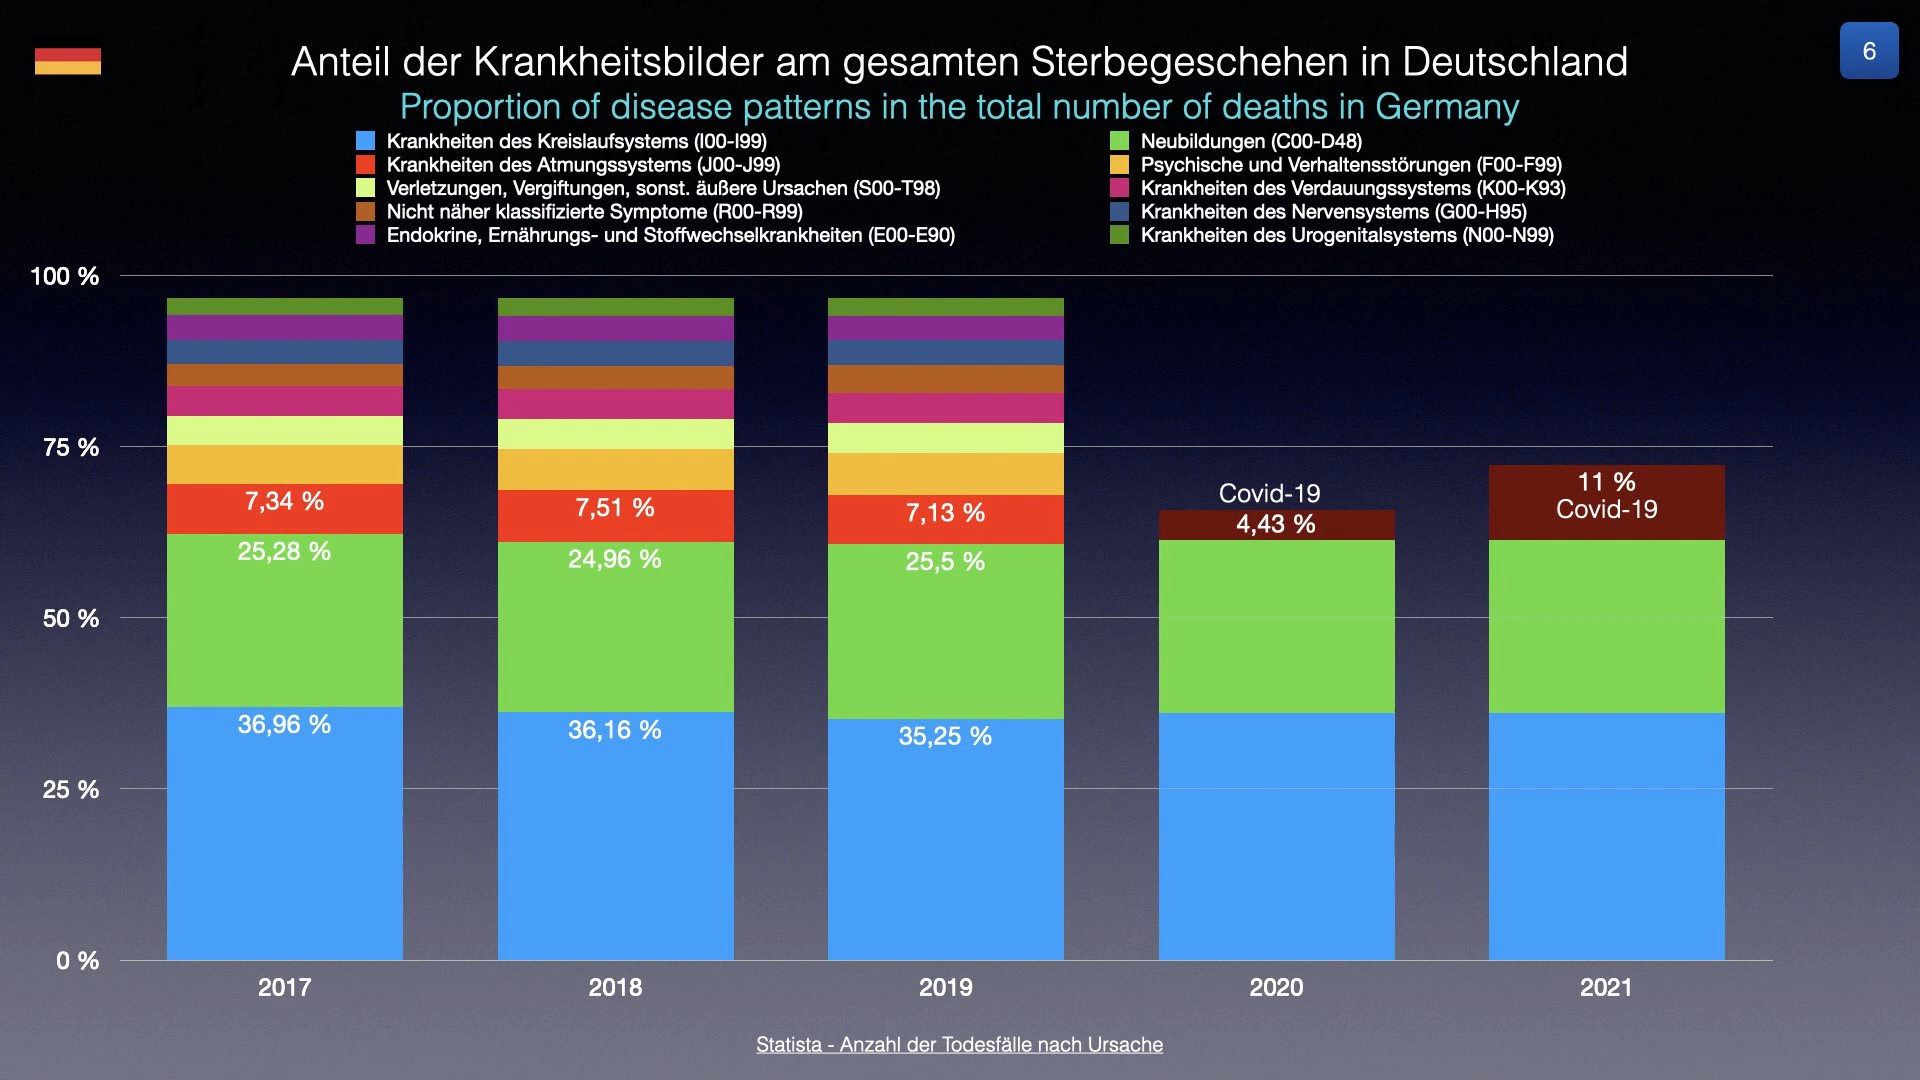 6
Anteil der Krankheitsbilder am gesamten Sterbegeschehen in Deutschland
Proportion of disease patterns in the total number of deaths in Germany
Krankheiten des Kreislaufsystems (I00-I99)
Neubildungen (C00-D48)
Krankheiten des Atmungssystems (J00-J99)
Psychische und Verhaltensstörungen (F00-F99)
Verletzungen, Vergiftungen, sonst. äußere Ursachen (S00-T98)
Krankheiten des Verdauungssystems (K00-K93)
Nicht näher klassifizierte Symptome (R00-R99)
Krankheiten des Nervensystems (G00-H95)
Endokrine, Ernährungs- und Stoffwechselkrankheiten (E00-E90)
Krankheiten des Urogenitalsystems (N00-N99)
100 %
75 %
50 %
25 %
0 %
7,34 %
25,28 %
36,96 %
7,51 %
24,96 %
36,16 %
7,13 %
25,5 %
35,25 %
Covid-19
4,43 %
11 %
Covid-19
2017
2018
2019
2020
2021
Statista - Anzahl der Todesfälle nach Ursache